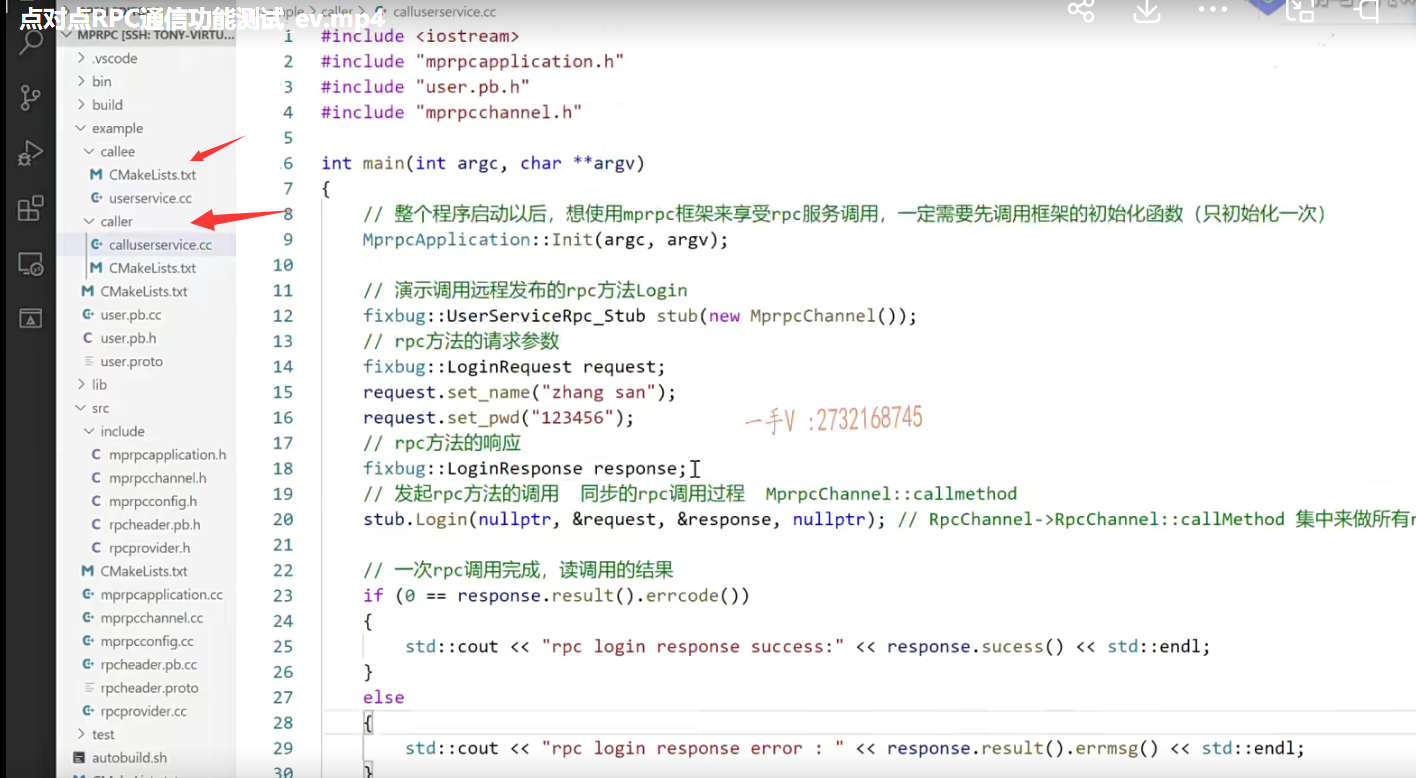 点对点RPC通信功能测试_ev.mp4
caller
calluserservice.cc
MPRPC [SSH: TONY-VIRTU...
.vscode
bin
build
example
callee
CMakeLists.txt
userservice.cc
caller
calluserservice.cc
CMakeLists.txt
CMakeLists.txt
user.pb.cc
user.pb.h
user.proto
lib
src
include
mprpcapplication.h
mprpcchannel.h
mprpcconfig.h
rpcheader.pb.h
rpcprovider.h
CMakeLists.txt
mprpcapplication.cc
mprpcchannel.cc
mprpcconfig.cc
rpcheader.pb.cc
rpcheader.proto
rpcprovider.cc
test
autobuild.sh
1 #include <iostream>
2 #include "mprpcapplication.h"
3 #include "user.pb.h"
4 #include "mprpcchannel.h"
5
6 int main(int argc, char **argv)
7 {
8 // 整个程序启动以后，想使用mprpc框架来享受rpc服务调用，一定需要先调用框架的初始化函数（只初始化一次）
9 MprpcApplication::Init(argc, argv);
10
11 // 演示调用远程发布的rpc方法Login
12 fixbug::UserServiceRpc_Stub stub(new MprpcChannel());
13 // rpc方法的请求参数
14 fixbug::LoginRequest request;
15 request.set_name("zhang san");
16 request.set_pwd("123456");
一手V :2732168745
17 // rpc方法的响应
18 fixbug::LoginResponse response;
19 // 发起rpc方法的调用 同步的rpc调用过程 MprpcChannel::callmethod
20 stub.Login(nullptr, &request, &response, nullptr); // RpcChannel->RpcChannel::callMethod 集中来做所有r
21
22 // 一次rpc调用完成，读调用的结果
23 if (0 == response.result().errcode())
24 {
25 std::cout << "rpc login response success:" << response.sucess() << std::endl;
26 }
27 else
28 {
29 std::cout << "rpc login response error : " << response.result().errmsg() << std::endl;
30 }